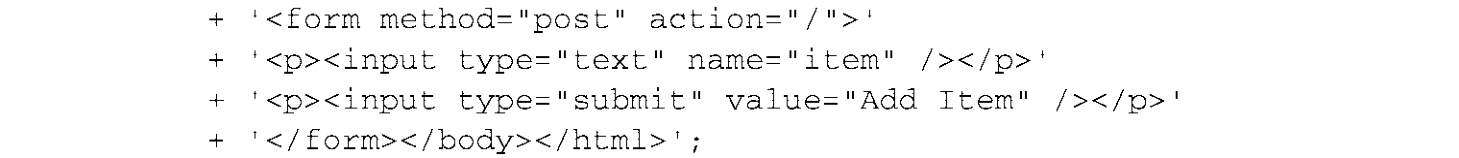 + '<form method="post" action="/">'
+ '<p><input type="text" name="item" /></p>'
+ '<p><input type="submit" value="Add Item" /></p>'
+ '</form></body></html>';